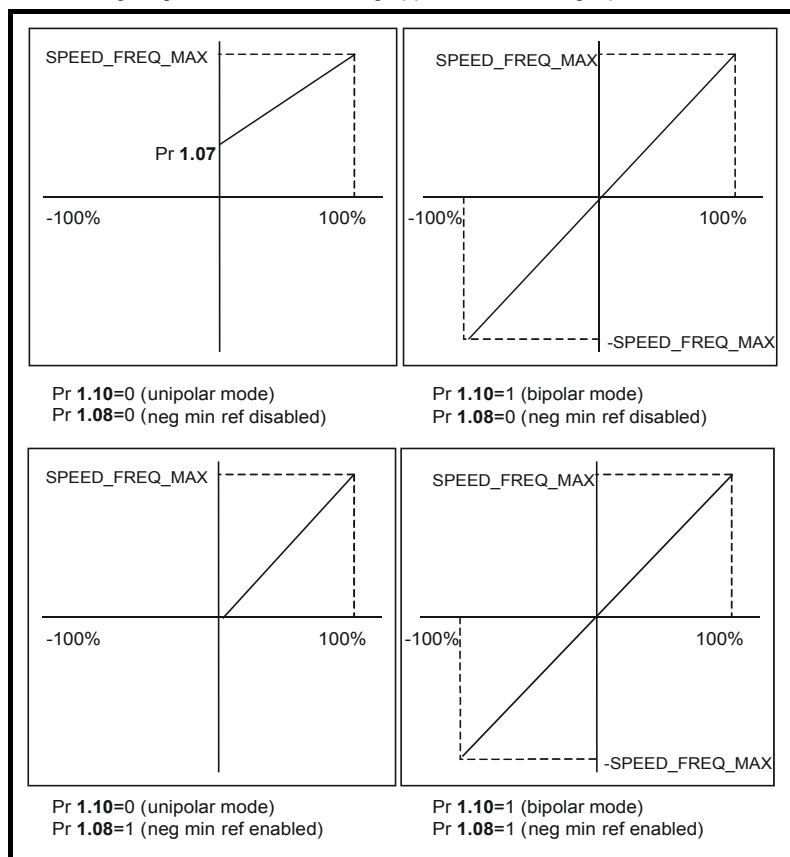 SPEED_FREQ_MAX
Pr 1.07
-100%
100%
Pr 1.10=0 (unipolar mode)
Pr 1.08=0 (neg min ref disabled)
SPEED_FREQ_MAX
-100%
100%
-SPEED_FREQ_MAX
Pr 1.10=1 (bipolar mode)
Pr 1.08=0 (neg min ref disabled)
SPEED_FREQ_MAX
-100%
100%
Pr 1.10=0 (unipolar mode)
Pr 1.08=1 (neg min ref enabled)
SPEED_FREQ_MAX
-100%
100%
-SPEED_FREQ_MAX
Pr 1.10=1 (bipolar mode)
Pr 1.08=1 (neg min ref enabled)